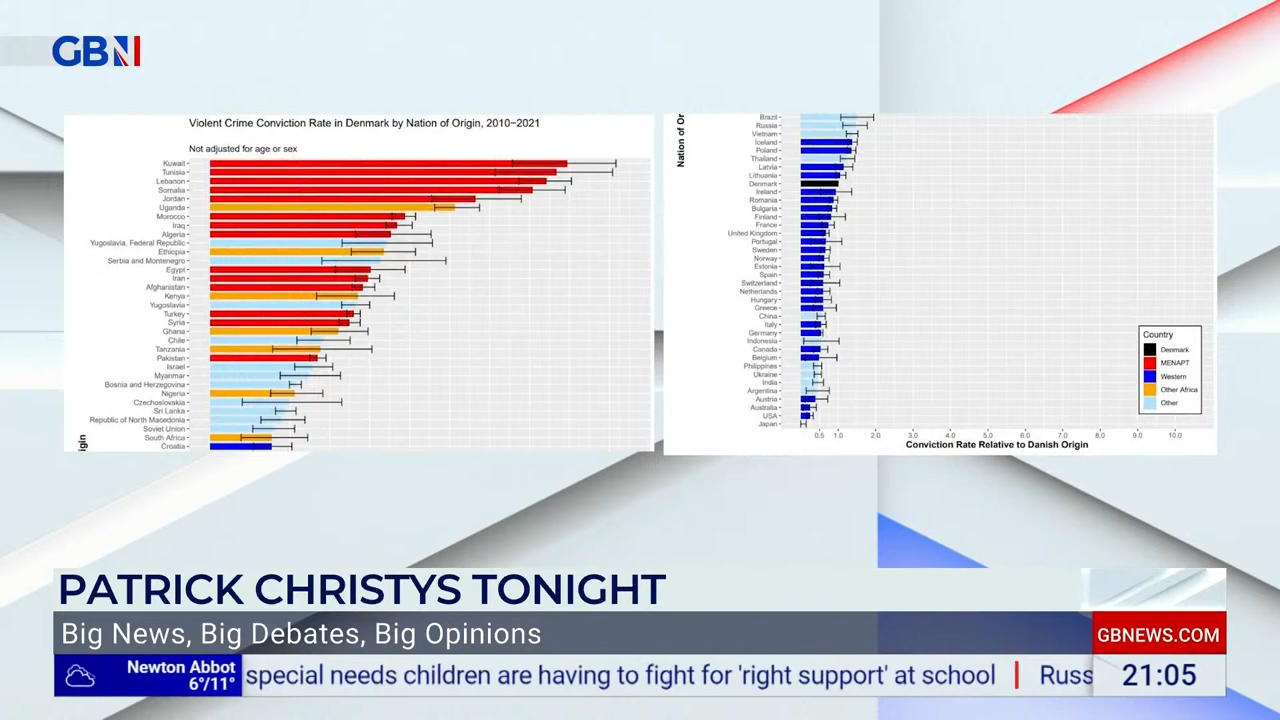 GBN
Violent Crime Conviction Rate in Denmark by Nation of Origin, 2010−2021
Not adjusted for age or sex
Kuwait
Tunisia
Lebanon
Somalia
Jordan
Uganda
Morocco
Iraq
Algeria
Yugoslavia, Federal Republic
Ethiopia
Serbia and Montenegro
Egypt
Iran
Afghanistan
Kenya
Yugoslavia
Turkey
Syria
Ghana
Chile
Tanzania
Pakistan
Israel
Myanmar
Bosnia and Herzegovina
Nigeria
Czechoslovakia
Sri Lanka
Republic of North Macedonia
Soviet Union
South Africa
Croatia
igin
Nation of Or
Brazil
Russia
Vietnam
Iceland
Poland
Thailand
Latvia
Lithuania
Denmark
Ireland
Romania
Bulgaria
Finland
France
United Kingdom
Portugal
Sweden
Norway
Estonia
Spain
Switzerland
Netherlands
Hungary
Greece
China
Italy
Germany
Indonesia
Canada
Belgium
Philippines
Ukraine
India
Argentina
Austria
Australia
USA
Japan
0.5 1.0 2.0 3.0 4.0 5.0 6.0 7.0 8.0 9.0 10.0
Conviction Rate Relative to Danish Origin
Country
Denmark
MENAPT
Western
Other Africa
Other
PATRICK CHRISTYS TONIGHT
Big News, Big Debates, Big Opinions
GBNEWS.COM
Newton Abbot
6°/11°
special needs children are having to fight for 'right support' at school | Russ
21:05